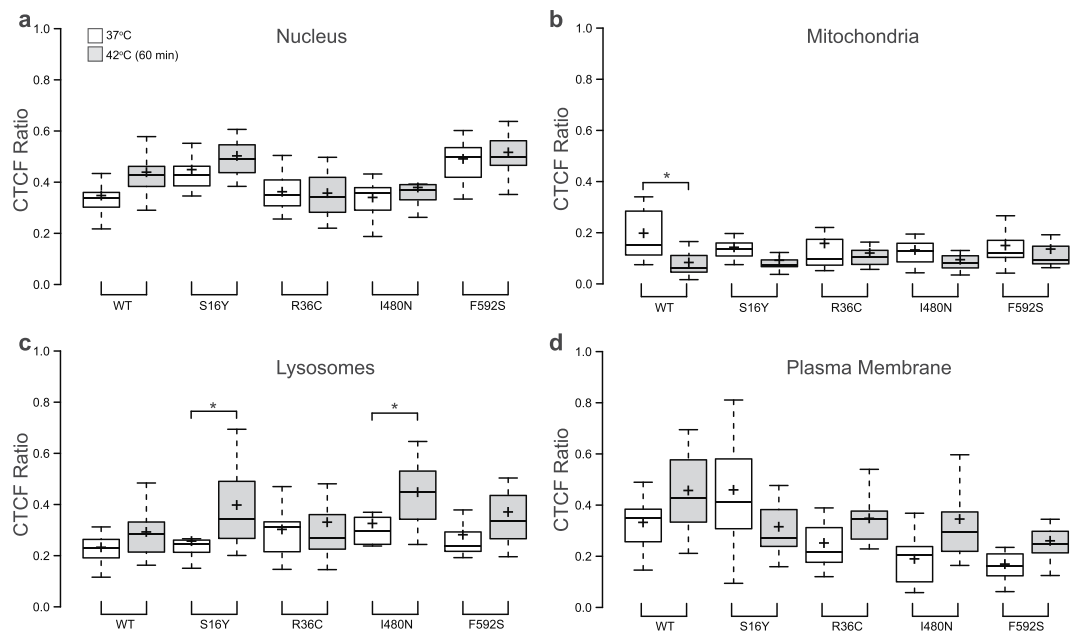 a
Nucleus
37ºC
42ºC (60 min)
CTCF Ratio
1.0
0.8
0.6
0.4
0.2
0.0
WT S16Y R36C I480N F592S
b
Mitochondria
CTCF Ratio
1.0
0.8
0.6
0.4
0.2
0.0
*
WT S16Y R36C I480N F592S
c
Lysosomes
CTCF Ratio
1.0
0.8
0.6
0.4
0.2
0.0
* *
WT S16Y R36C I480N F592S
d
Plasma Membrane
CTCF Ratio
1.0
0.8
0.6
0.4
0.2
0.0
WT S16Y R36C I480N F592S